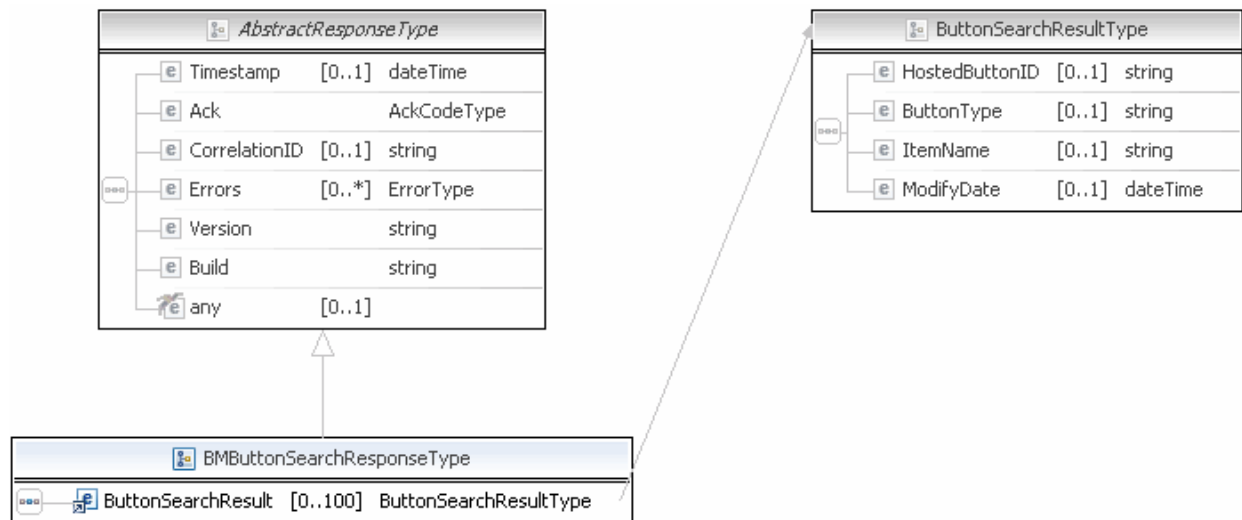 AbstractResponseType
Timestamp [0..1] dateTime
Ack AckCodeType
CorrelationID [0..1] string
Errors [0..*] ErrorType
Version string
Build string
any [0..1]
ButtonSearchResultType
HostedButtonID [0..1] string
ButtonType [0..1] string
ItemName [0..1] string
ModifyDate [0..1] dateTime
BMButtonSearchResponseType
ButtonSearchResult [0..100] ButtonSearchResultType